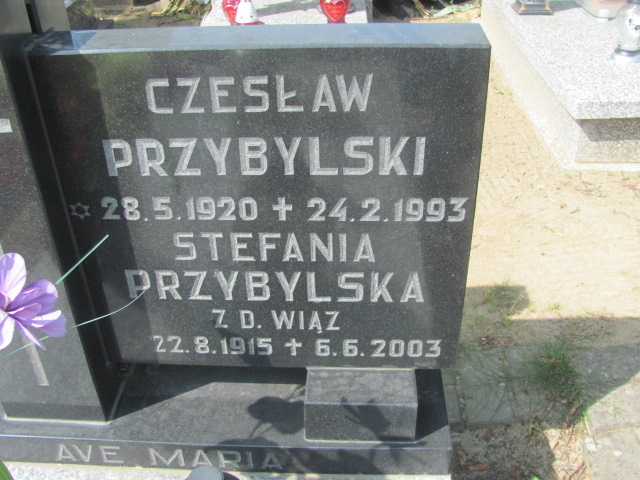 CZESŁAW
PRZYBYLSKI
✡ 28.5.1920 ✝ 24.2.1993
STEFANIA
PRZYBYLSKA
Z D. WIĄZ
22.8.1915 ✝ 6.6.2003
AVE MARIA